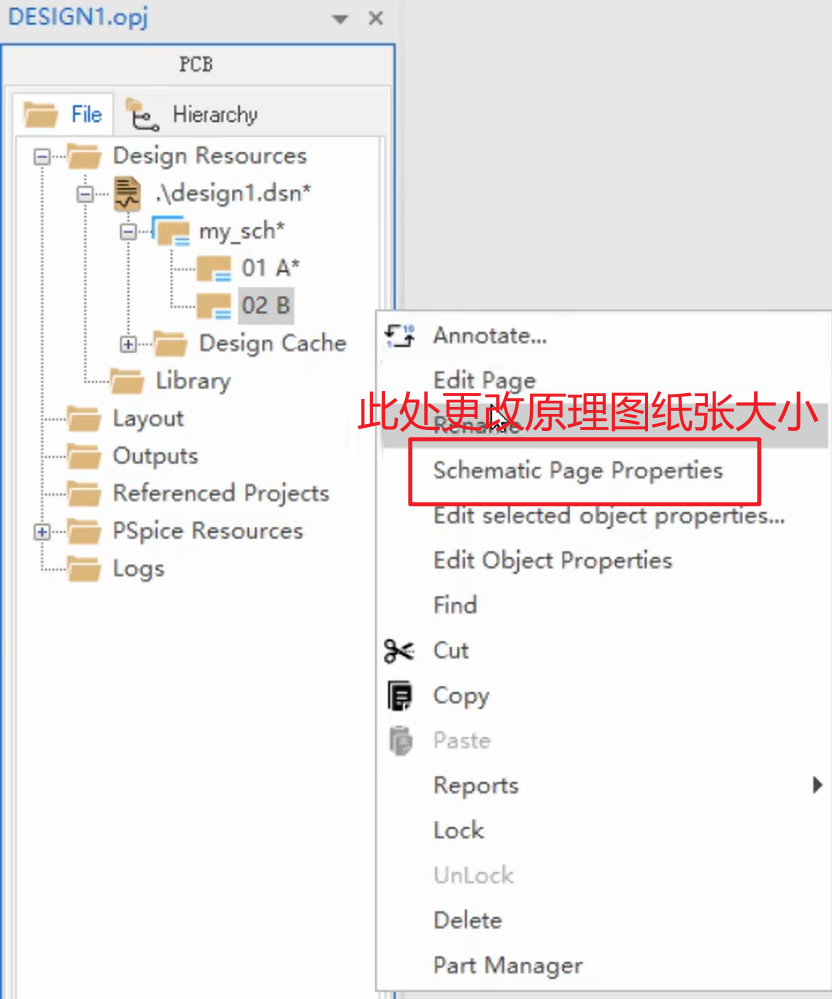 DESIGN1.opj
PCB
File
Hierarchy
Design Resources
.\design1.dsn*
my_sch*
01 A*
02 B
Design Cache
Library
Layout
Outputs
Referenced Projects
PSpice Resources
Logs
Annotate...
Edit Page
此处更改原理图纸张大小
Rename
Schematic Page Properties
Edit selected object properties...
Edit Object Properties
Find
Cut
Copy
Paste
Reports
Lock
UnLock
Delete
Part Manager